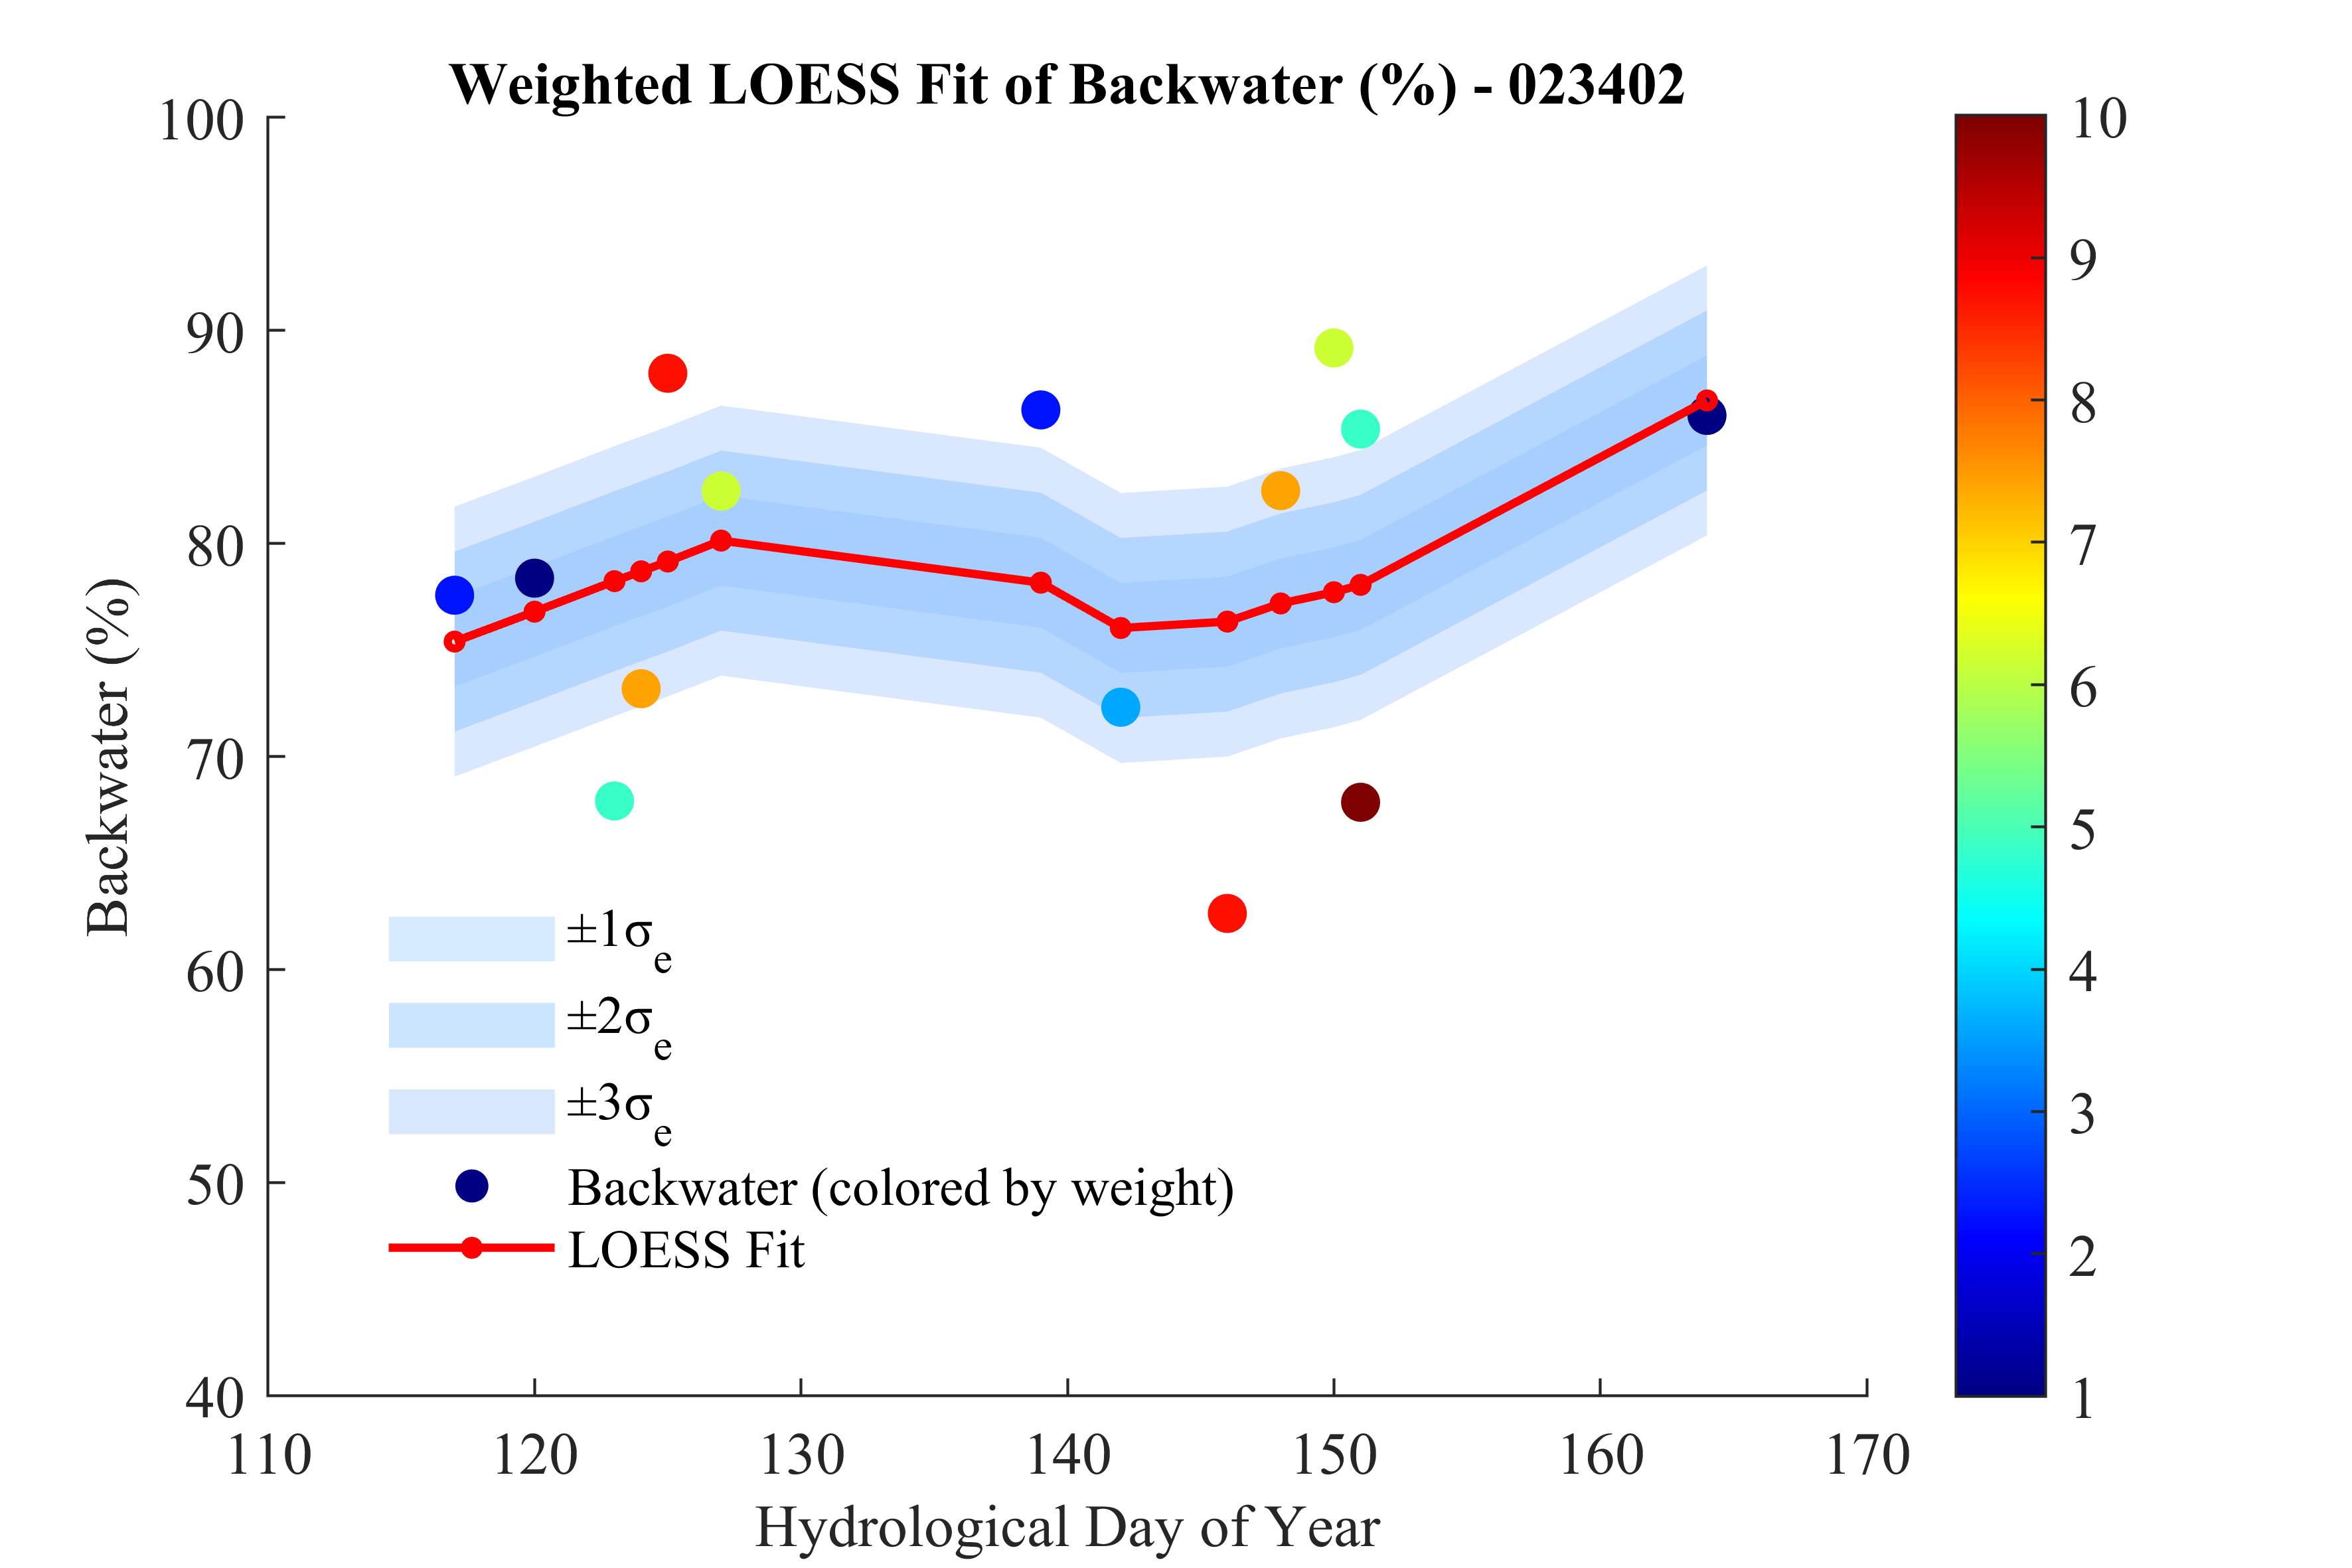 Weighted LOESS Fit of Backwater (%) - 023402
100
90
80
70
60
50
40
Backwater (%)
110 120 130 140 150 160 170
Hydrological Day of Year
±1σe
±2σe
±3σe
Backwater (colored by weight)
LOESS Fit
10
9
8
7
6
5
4
3
2
1